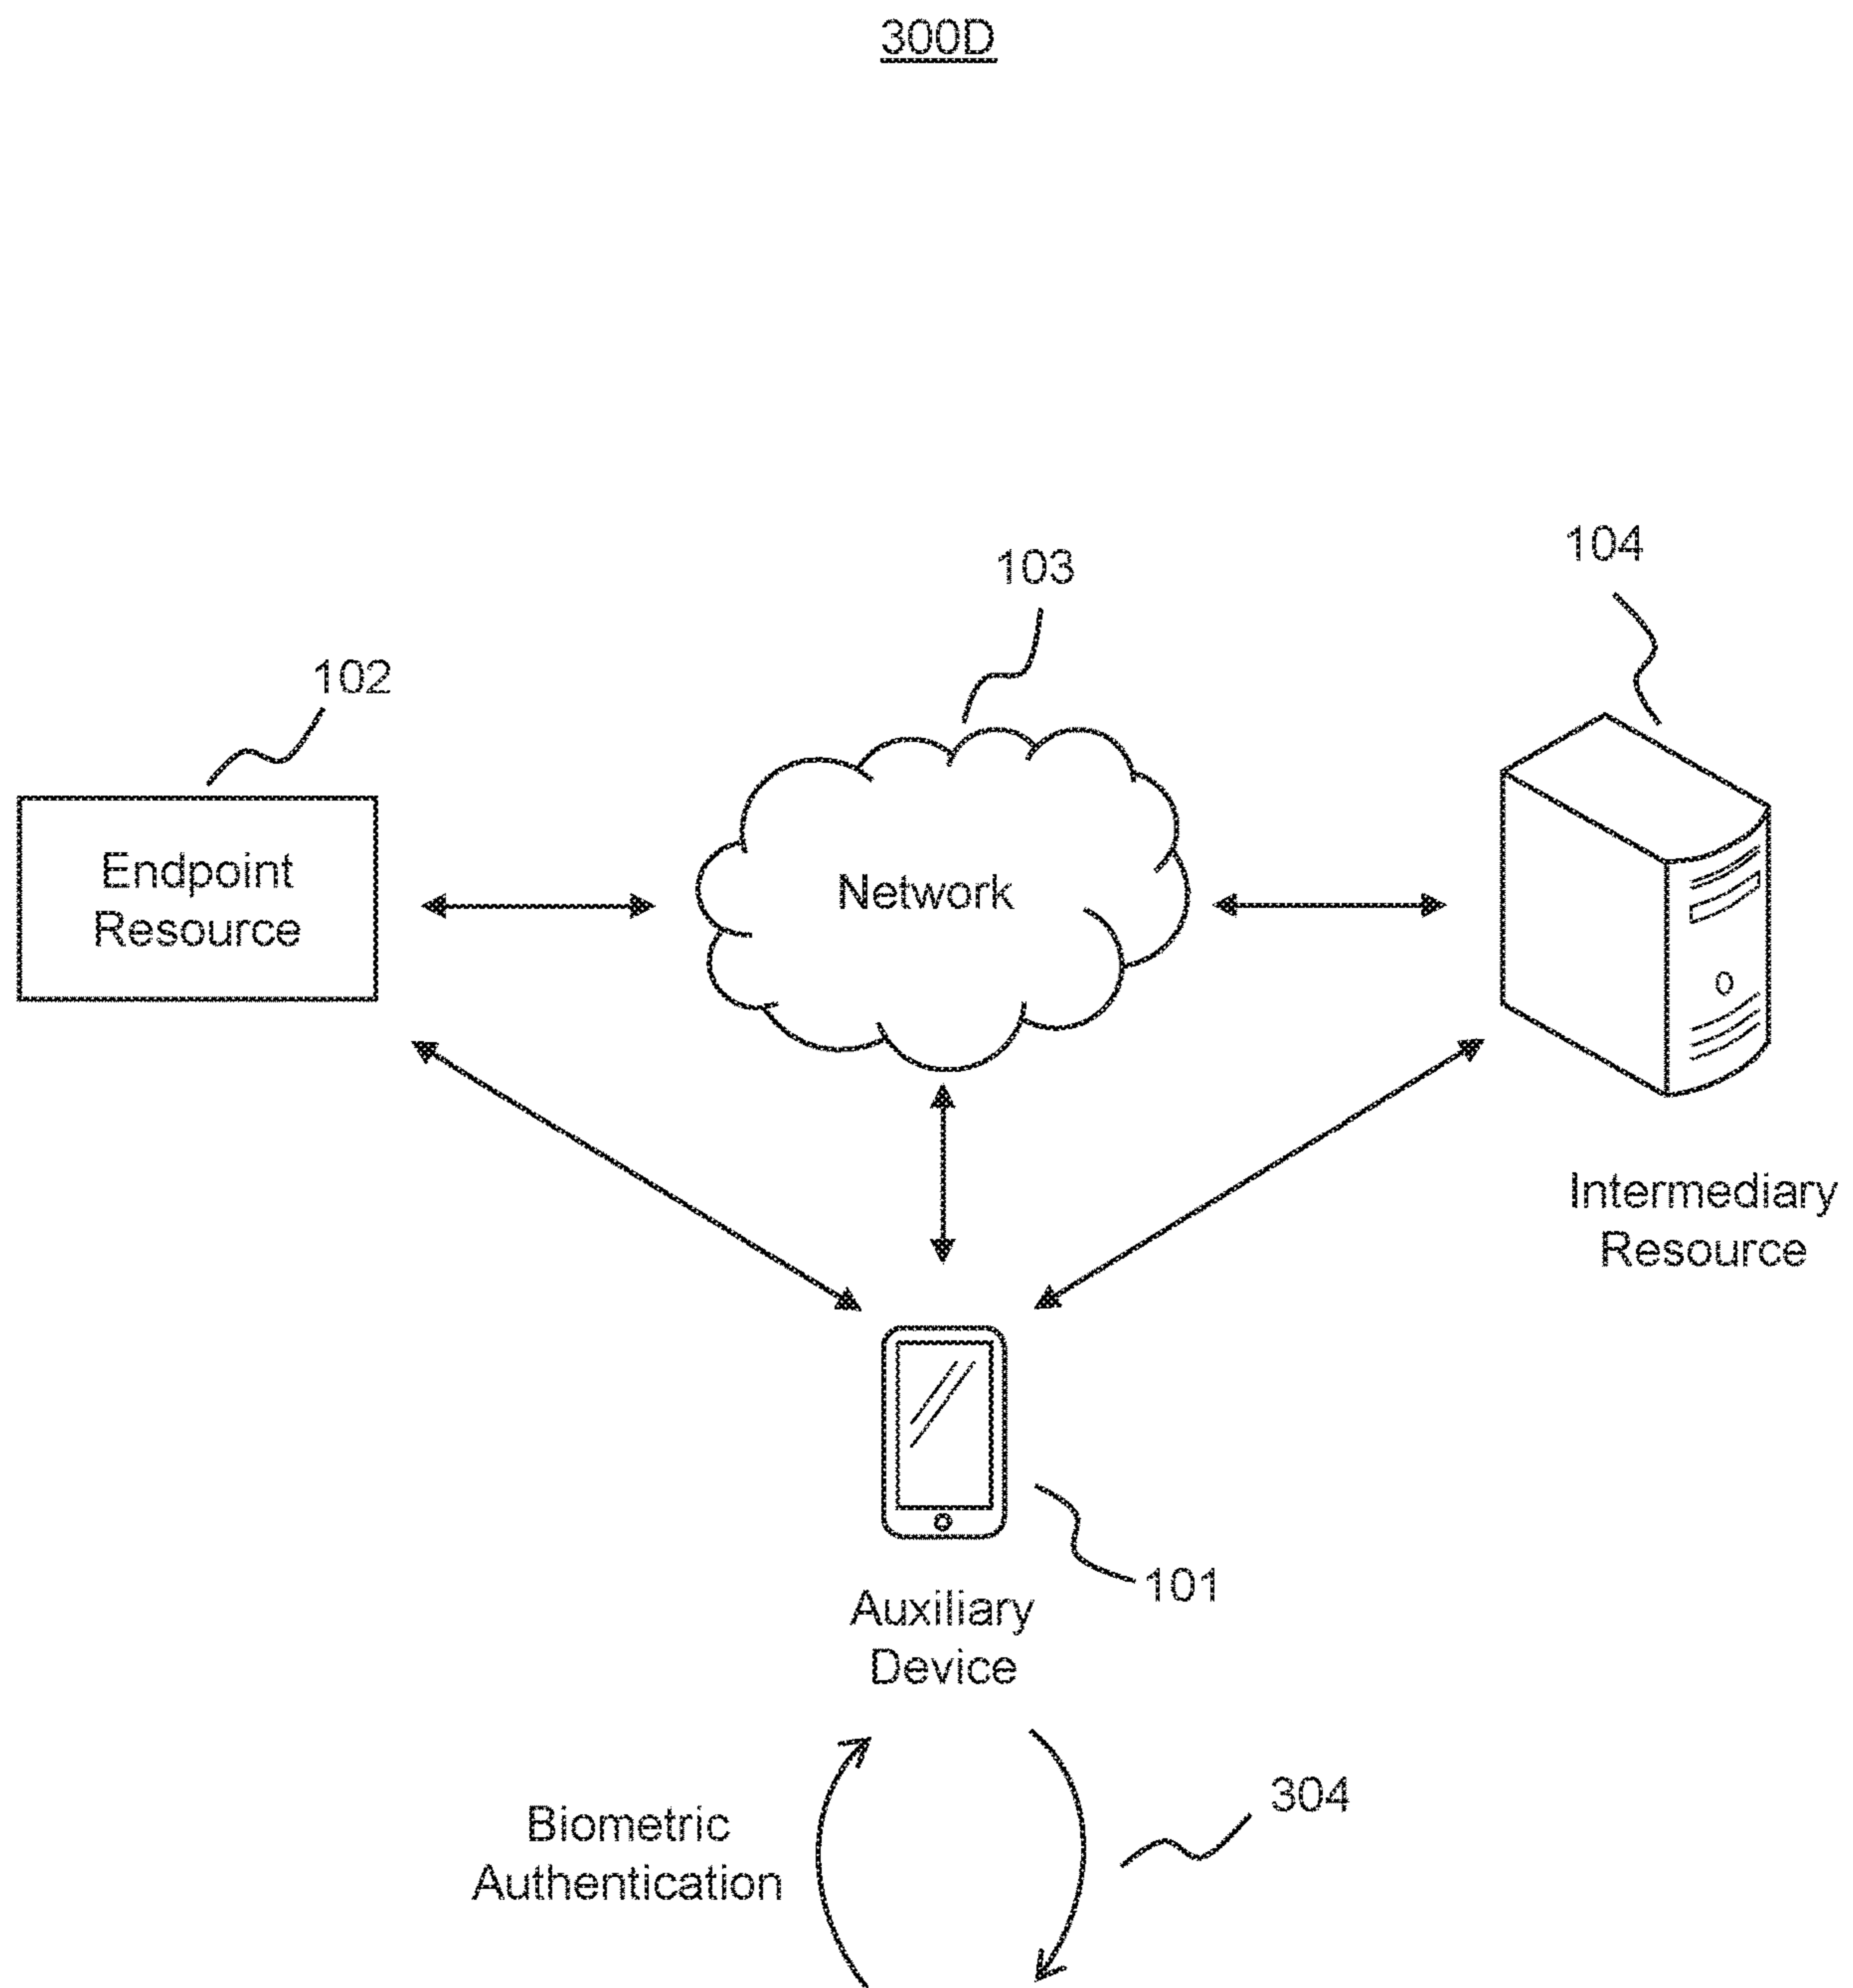 300D
103
104
102
Endpoint
Resource
Network
Intermediary
Resource
101
Auxiliary
Device
304
Biometric
Authentication